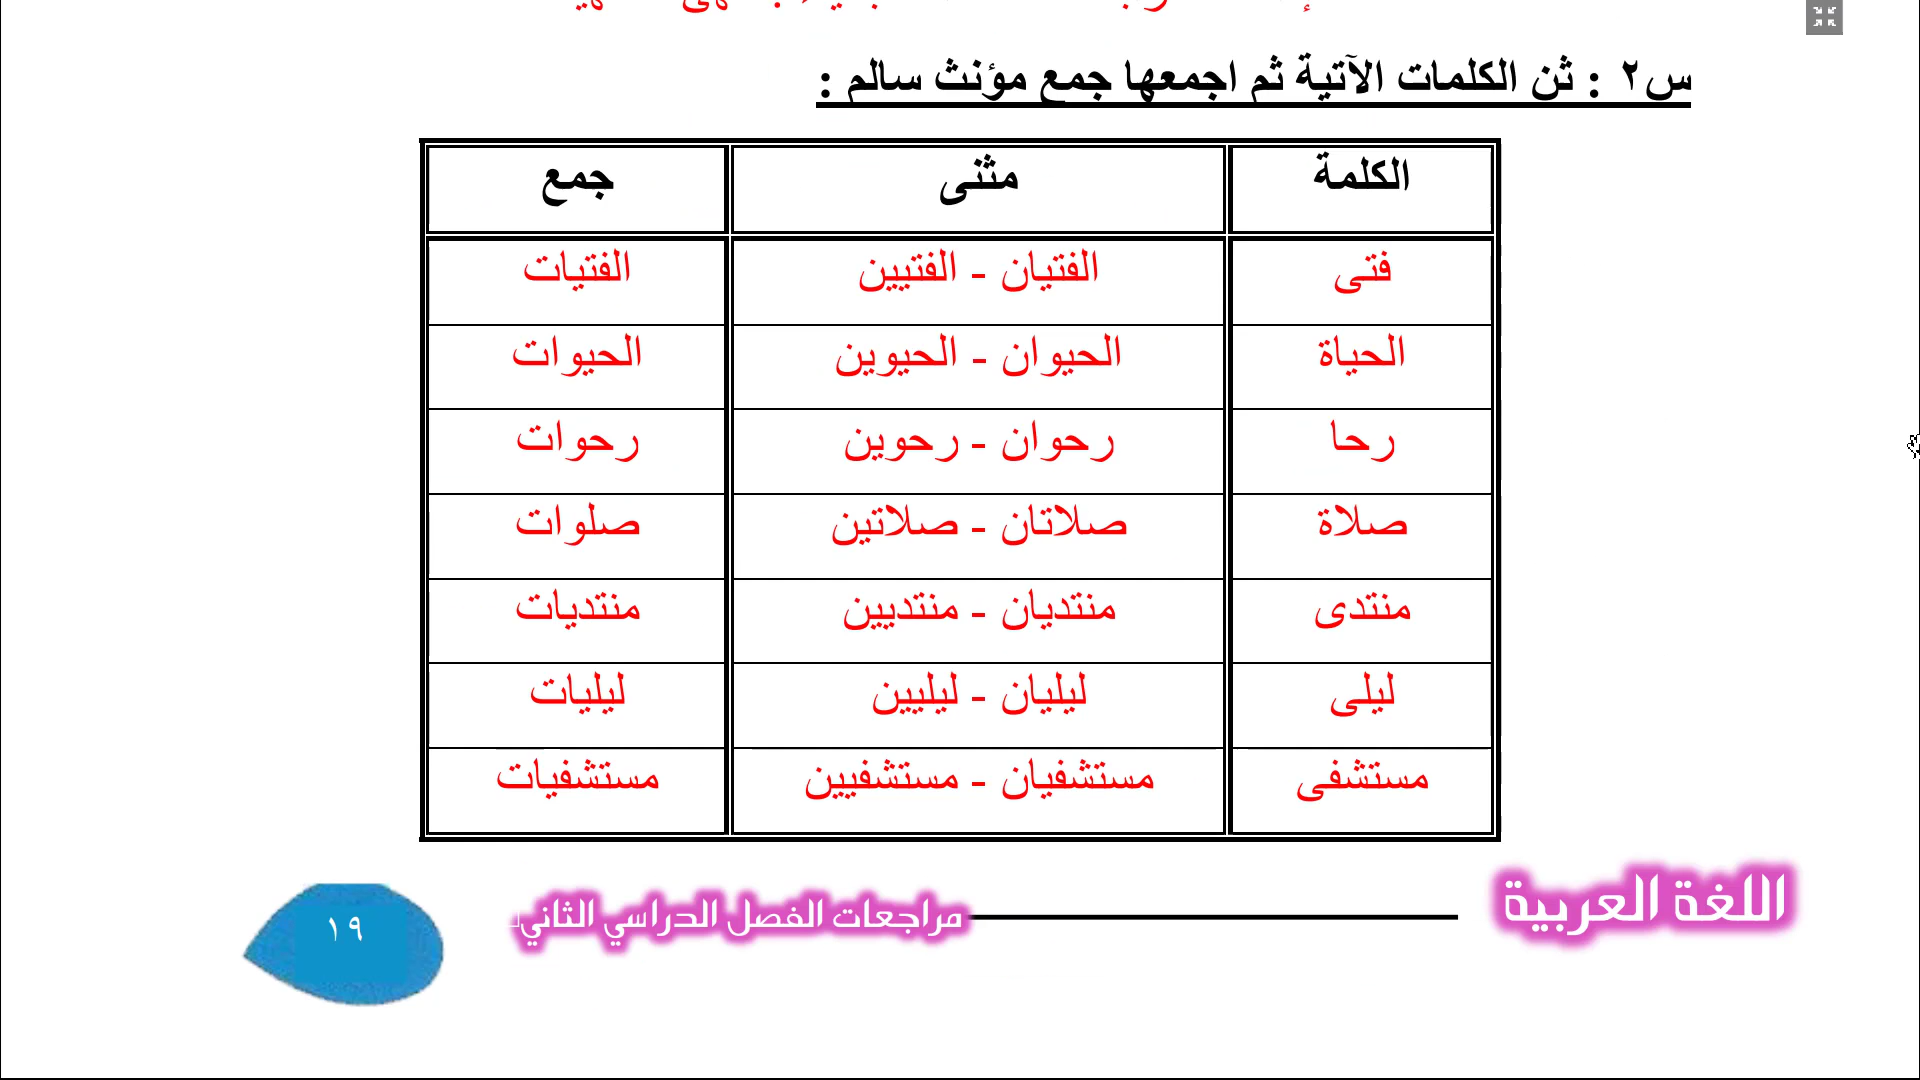 س٢ : ثن الكلمات الآتية ثم اجمعها جمع مؤنث سالم :
الكلمة مثنى جمع
فتى الفتيان - الفتيين الفتيات
الحياة الحيوان - الحيوين الحيوات
رحا رحوان - رحوين رحوات
صلاة صلاتان - صلاتين صلوات
منتدى منتديان - منتديين منتديات
ليلى ليليان - ليليين ليليات
مستشفى مستشفيان - مستشفيين مستشفيات
اللغة العربية
مراجعات الفصل الدراسي الثاني
١٩